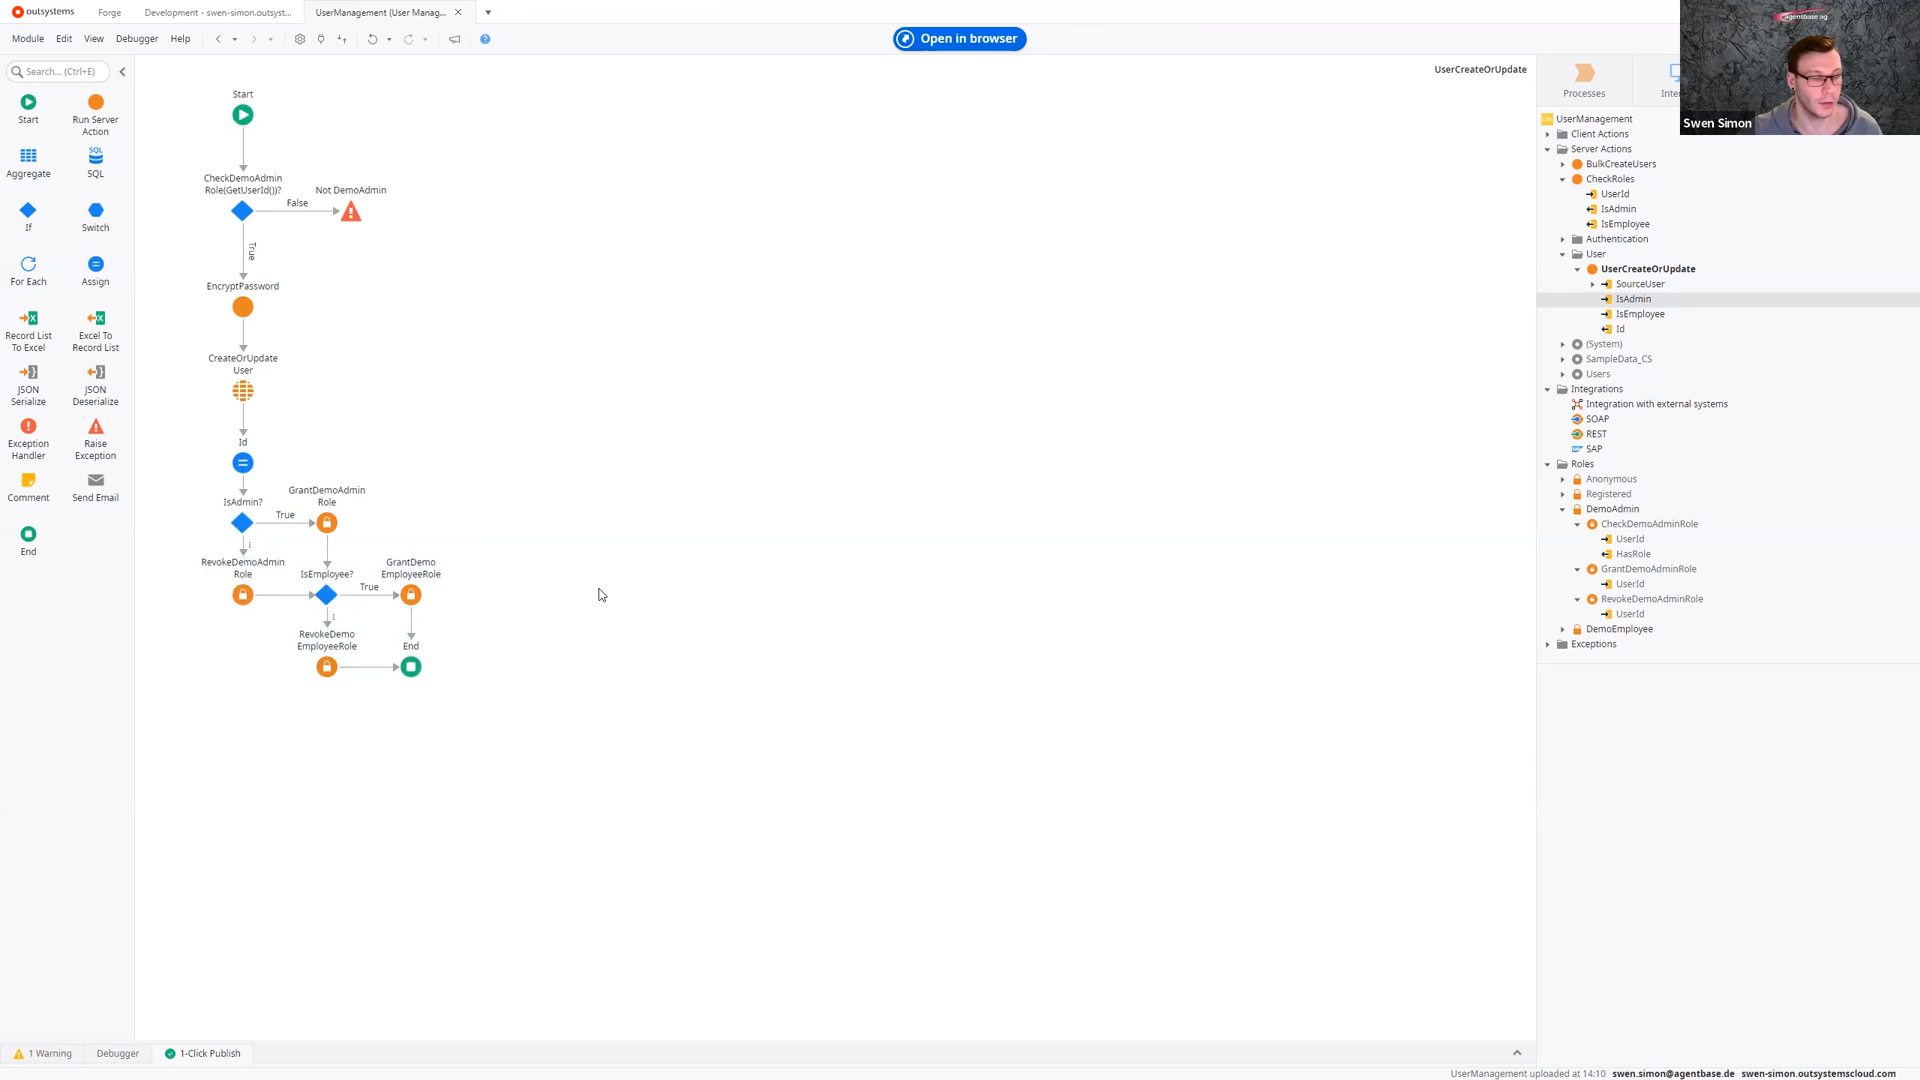 outsystems
Forge
Development - swen-simon.outsyst...
UserManagement (User Manag...
Module
Edit
View
Debugger
Help
Open in browser
Search... (Ctrl+E)
Start
Run Server
Action
Aggregate
SQL
If
Switch
For Each
Assign
Record List
To Excel
Excel To
Record List
JSON
Serialize
JSON
Deserialize
Exception
Handler
Raise
Exception
Comment
Send Email
End
UserCreateOrUpdate
Start
CheckDemoAdmin
Role(GetUserId())?
False
Not DemoAdmin
True
EncryptPassword
CreateOrUpdate
User
Id
IsAdmin?
True
GrantDemoAdmin
Role
RevokeDemoAdmin
Role
IsEmployee?
True
GrantDemo
EmployeeRole
RevokeDemo
EmployeeRole
End
Processes
Inte
agentbase ag
Swen Simon
UserManagement
Client Actions
Server Actions
BulkCreateUsers
CheckRoles
UserId
IsAdmin
IsEmployee
Authentication
User
UserCreateOrUpdate
SourceUser
IsAdmin
IsEmployee
Id
(System)
SampleData_CS
Users
Integrations
Integration with external systems
SOAP
REST
SAP
Roles
Anonymous
Registered
DemoAdmin
CheckDemoAdminRole
UserId
HasRole
GrantDemoAdminRole
UserId
RevokeDemoAdminRole
UserId
DemoEmployee
Exceptions
1 Warning
Debugger
1-Click Publish
UserManagement uploaded at 14:10
swen.simon@agentbase.de
swen-simon.outsystemscloud.com